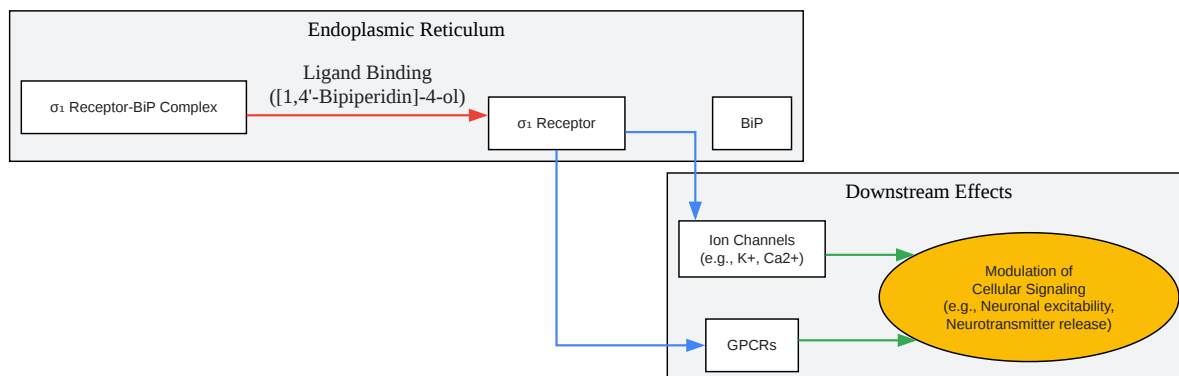 Endoplasmic Reticulum
Ligand Binding
([1,4'-Bipiperidin]-4-ol)
σ₁ Receptor-BiP Complex
σ₁ Receptor
BiP
Downstream Effects
Ion Channels
(e.g., K+, Ca2+)
Modulation of
Cellular Signaling
(e.g., Neuronal excitability,
Neurotransmitter release)
GPCRs